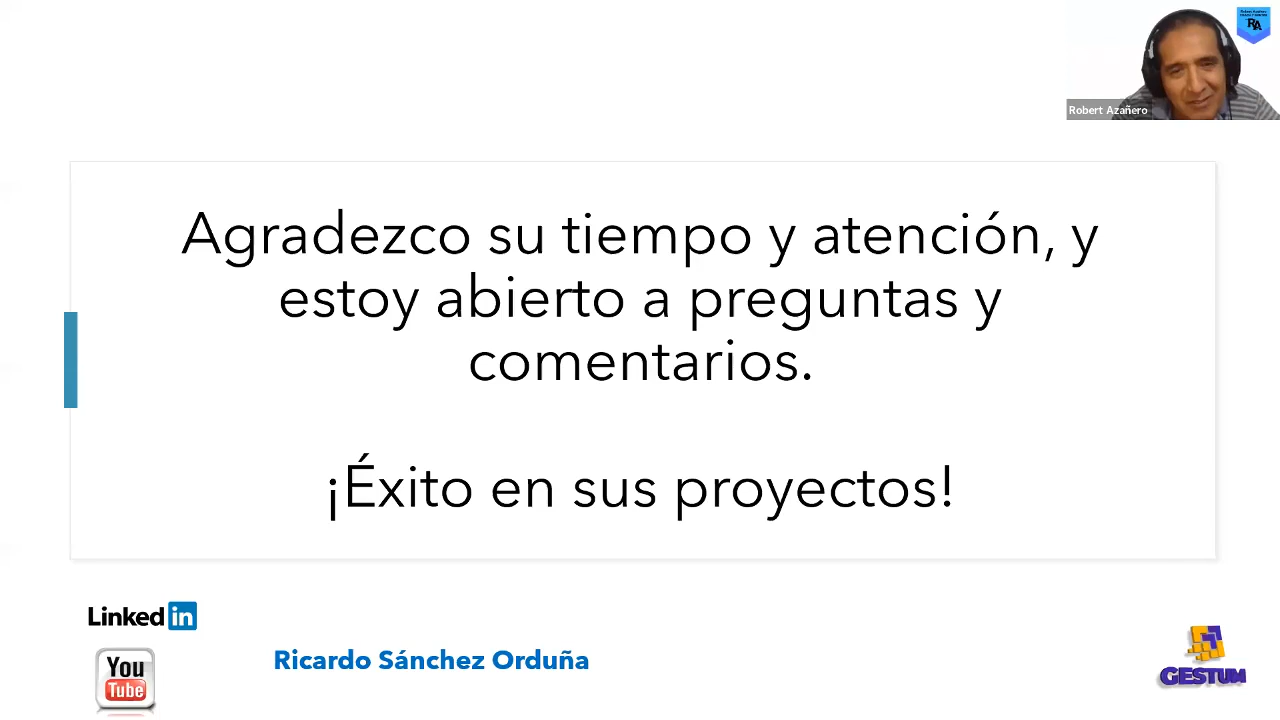 RA
Robert Azañero
Agradezco su tiempo y atención, y
estoy abierto a preguntas y
comentarios.
¡Éxito en sus proyectos!
Linked in
You
Tube
Ricardo Sánchez Orduña
GESTUM